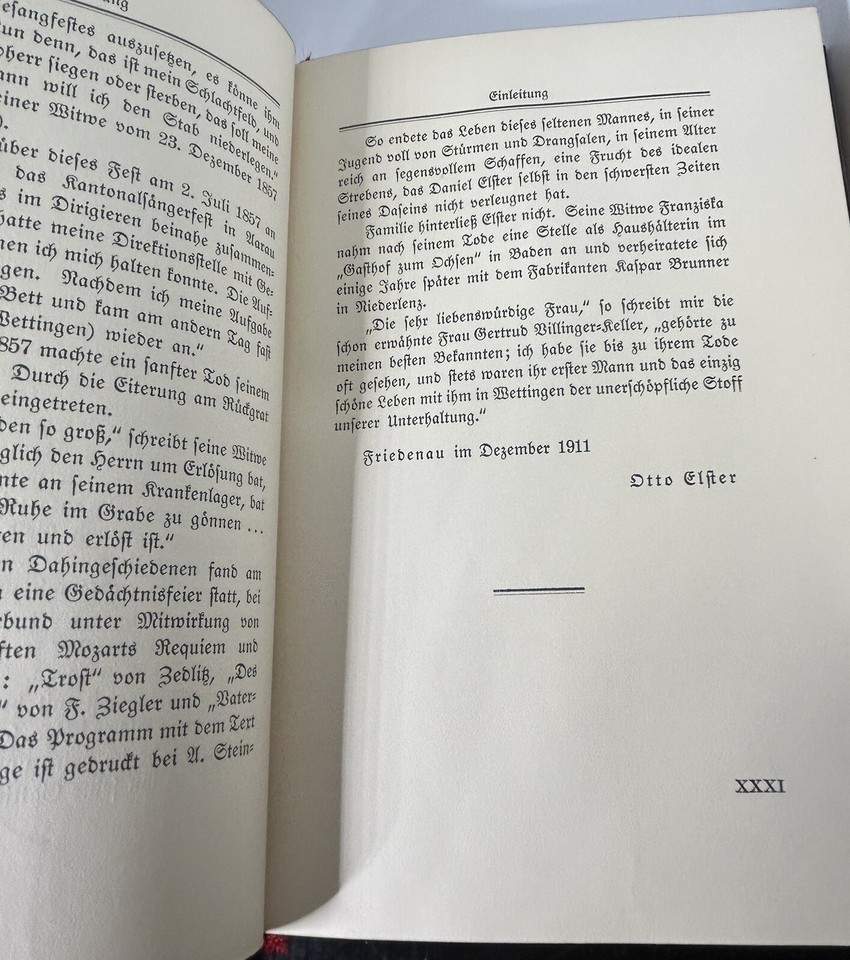 ng
esangfestes auszusetzen, es könne ihm
un denn, das ist mein Schlachtfeld, und
herr siegen oder sterben, das soll meine
ann will ich den Stab niederlegen.“
einer Witwe vom 23. Dezember 1857
).
über dieses Fest am 2. Juli 1857 an
das Kantonalsängerfest in Aarau
s im Dirigieren beinahe zusammen=
hatte meine Direktionsstelle mit Ge=
nen ich mich halten konnte. Die Auf=
gen. Nachdem ich meine Aufgabe
Bett und kam am andern Tag fast
Wettingen) wieder an.“
857 machte ein sanfter Tod seinem
Durch die Eiterung am Rückgrat
eingetreten.
den so groß,“ schreibt seine Witwe
glich den Herrn um Erlösung bat,
nte an seinem Krankenlager, bat
Ruhe im Grabe zu gönnen ...
en und erlöst ist.“
n Dahingeschiedenen fand am
eine Gedächtnisfeier statt, bei
bund unter Mitwirkung von
ften Mozarts Requiem und
: „Trost“ von Zedlitz, „Des
“ von F. Ziegler und „Vater=
Das Programm mit dem Text
ge ist gedruckt bei A. Stein=
Einleitung
So endete das Leben dieses seltenen Mannes, in seiner
Jugend voll von Stürmen und Drangsalen, in seinem Alter
reich an segensvollem Schaffen, eine Frucht des idealen
Strebens, das Daniel Elster selbst in den schwersten Zeiten
seines Daseins nicht verleugnet hat.
Familie hinterließ Elster nicht. Seine Witwe Franziska
nahm nach seinem Tode eine Stelle als Haushälterin im
„Gasthof zum Ochsen“ in Baden an und verheiratete sich
einige Jahre später mit dem Fabrikanten Kaspar Brunner
in Niederlenz.
„Die sehr liebenswürdige Frau,“ so schreibt mir die
schon erwähnte Frau Gertrud Villinger=Keller, „gehörte zu
meinen besten Bekannten; ich habe sie bis zu ihrem Tode
oft gesehen, und stets waren ihr erster Mann und das einzig
schöne Leben mit ihm in Wettingen der unerschöpfliche Stoff
unserer Unterhaltung.“
Friedenau im Dezember 1911
Otto Elster
XXXI